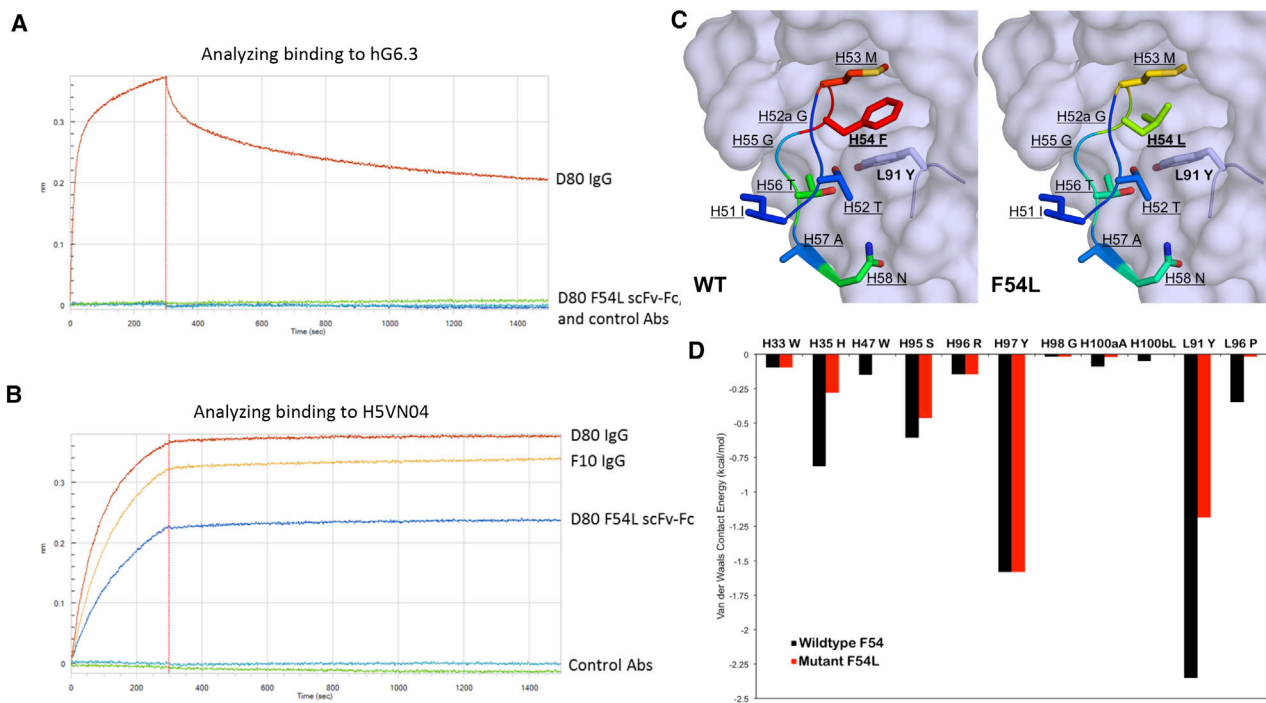 A
Analyzing binding to hG6.3
nm
0.3
0.2
0.1
0
0 200 400 600 800 1000 1200 1400
Time (sec)
D80 IgG
D80 F54L scFv-Fc,
and control Abs
B
Analyzing binding to H5VN04
nm
0.3
0.2
0.1
0
0 200 400 600 800 1000 1200 1400
Time (sec)
D80 IgG
F10 IgG
D80 F54L scFv-Fc
Control Abs
C
H53 M
H52a G
H55 G
H54 F
H56 T
L91 Y
H51 I
H52 T
H57 A
H58 N
WT
H53 M
H52a G
H55 G
H54 L
H56 T
L91 Y
H51 I
H52 T
H57 A
H58 N
F54L
D
H33 W H35 H H47 W H95 S H96 R H97 Y H98 G H100aA H100bL L91 Y L96 P
Van der Waals Contact Energy (kcal/mol)
0
-0.25
-0.5
-0.75
-1
-1.25
-1.5
-1.75
-2
-2.25
-2.5
Wildtype F54
Mutant F54L